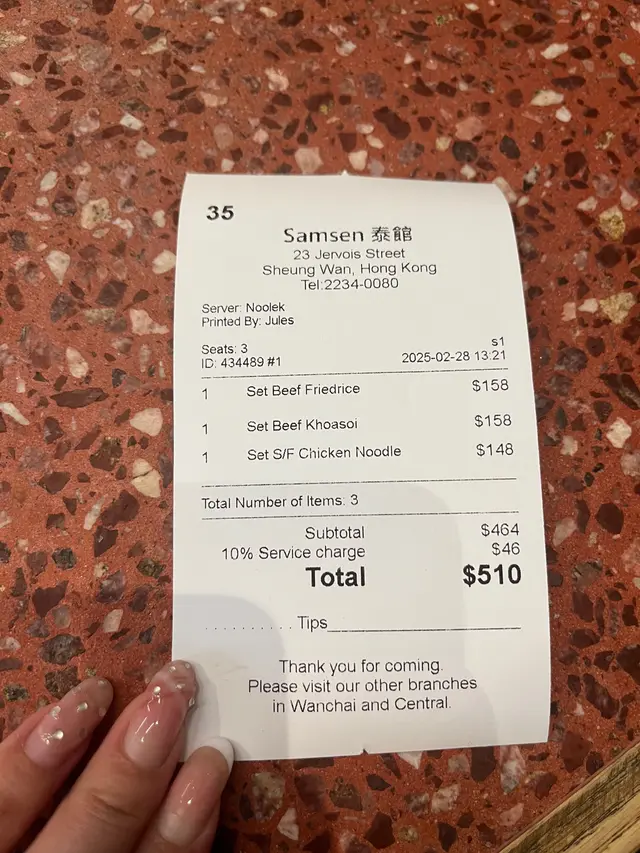 35
Samsen 泰館
23 Jervois Street
Sheung Wan, Hong Kong
Tel:2234-0080
Server: Noolek
Printed By: Jules
s1
Seats: 3
ID: 434489 #1 2025-02-28 13:21
1 Set Beef Friedrice $158
1 Set Beef Khoasoi $158
1 Set S/F Chicken Noodle $148
Total Number of Items: 3
Subtotal $464
10% Service charge $46
Total $510
. . . . . . . . . . Tips_______________
Thank you for coming.
Please visit our other branches
in Wanchai and Central.